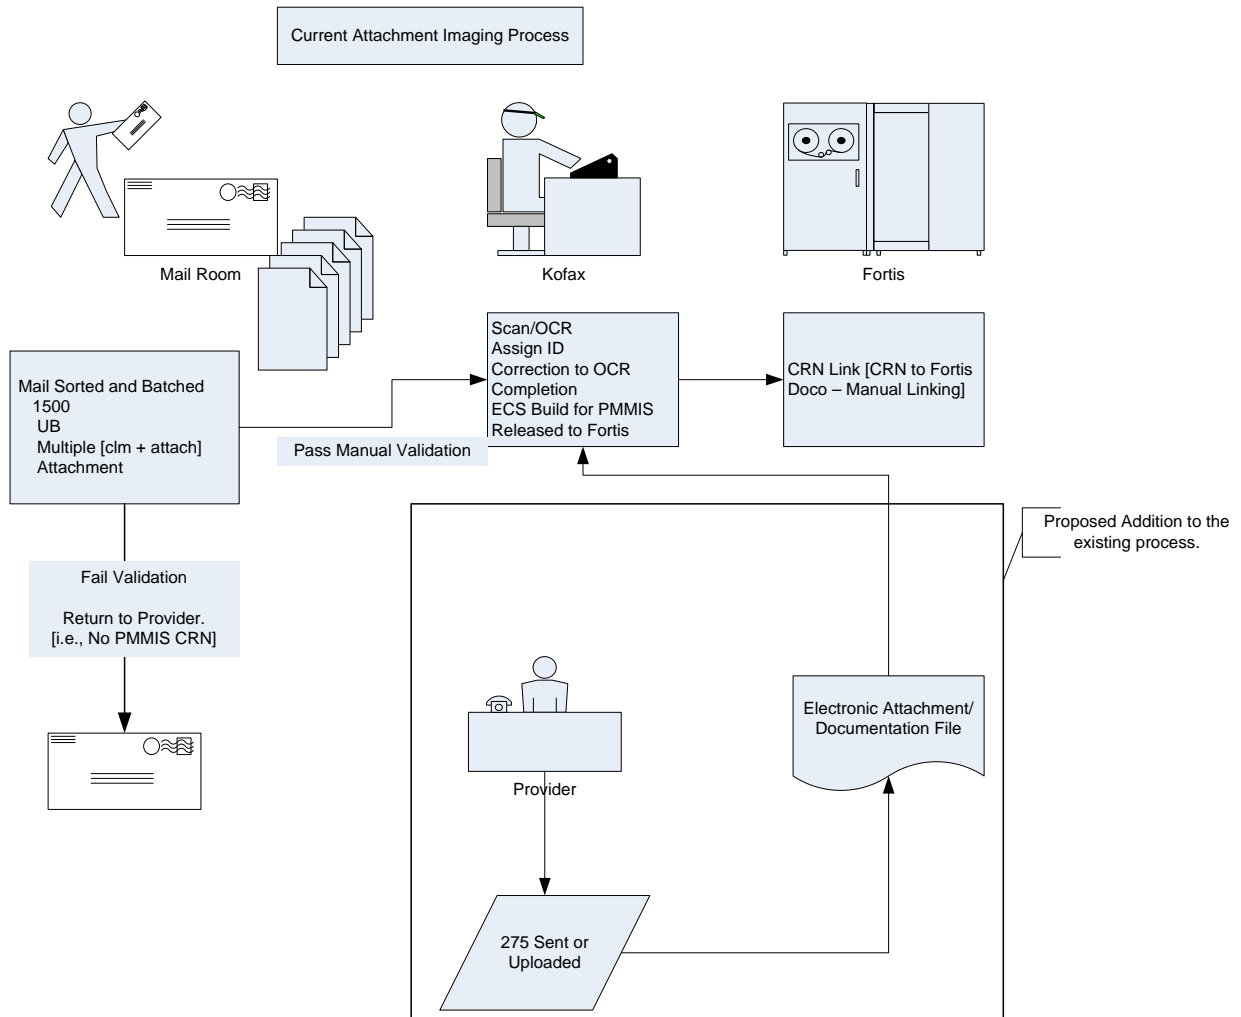 Current Attachment Imaging Process
Mail Room
Kofax
Fortis
Mail Sorted and Batched
1500
UB
Multiple [clm + attach]
Attachment
Pass Manual Validation
Scan/OCR
Assign ID
Correction to OCR
Completion
ECS Build for PMMIS
Released to Fortis
CRN Link [CRN to Fortis
Doco – Manual Linking]
Fail Validation
Return to Provider.
[i.e., No PMMIS CRN]
Proposed Addition to the
existing process.
Provider
Electronic Attachment/
Documentation File
275 Sent or
Uploaded